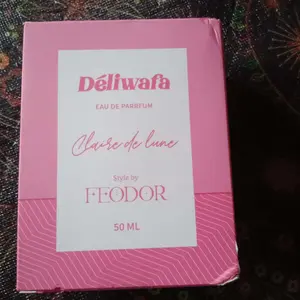 Déliwafa
EAU DE PARFUM
Claire de lune
Style by
FEODOR
50 ML